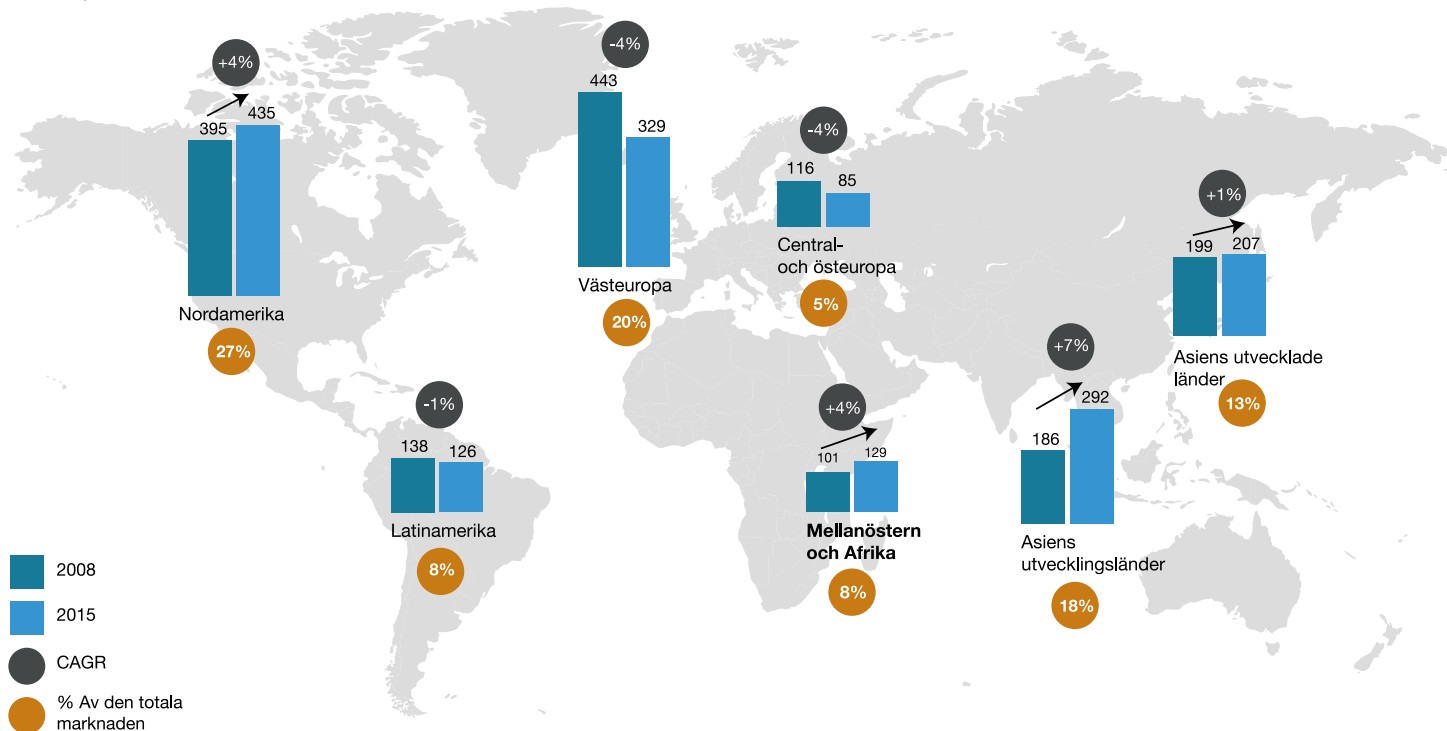 +4%
395
435
Nordamerika
27%
-4%
443
329
Västeuropa
20%
-4%
116
85
Central-
och östeuropa
5%
+1%
199
207
Asiens utvecklade
länder
13%
-1%
138
126
Latinamerika
8%
+4%
101
129
Mellanöstern
och Afrika
8%
+7%
186
292
Asiens
utvecklingsländer
18%
2008
2015
CAGR
% Av den totala
marknaden